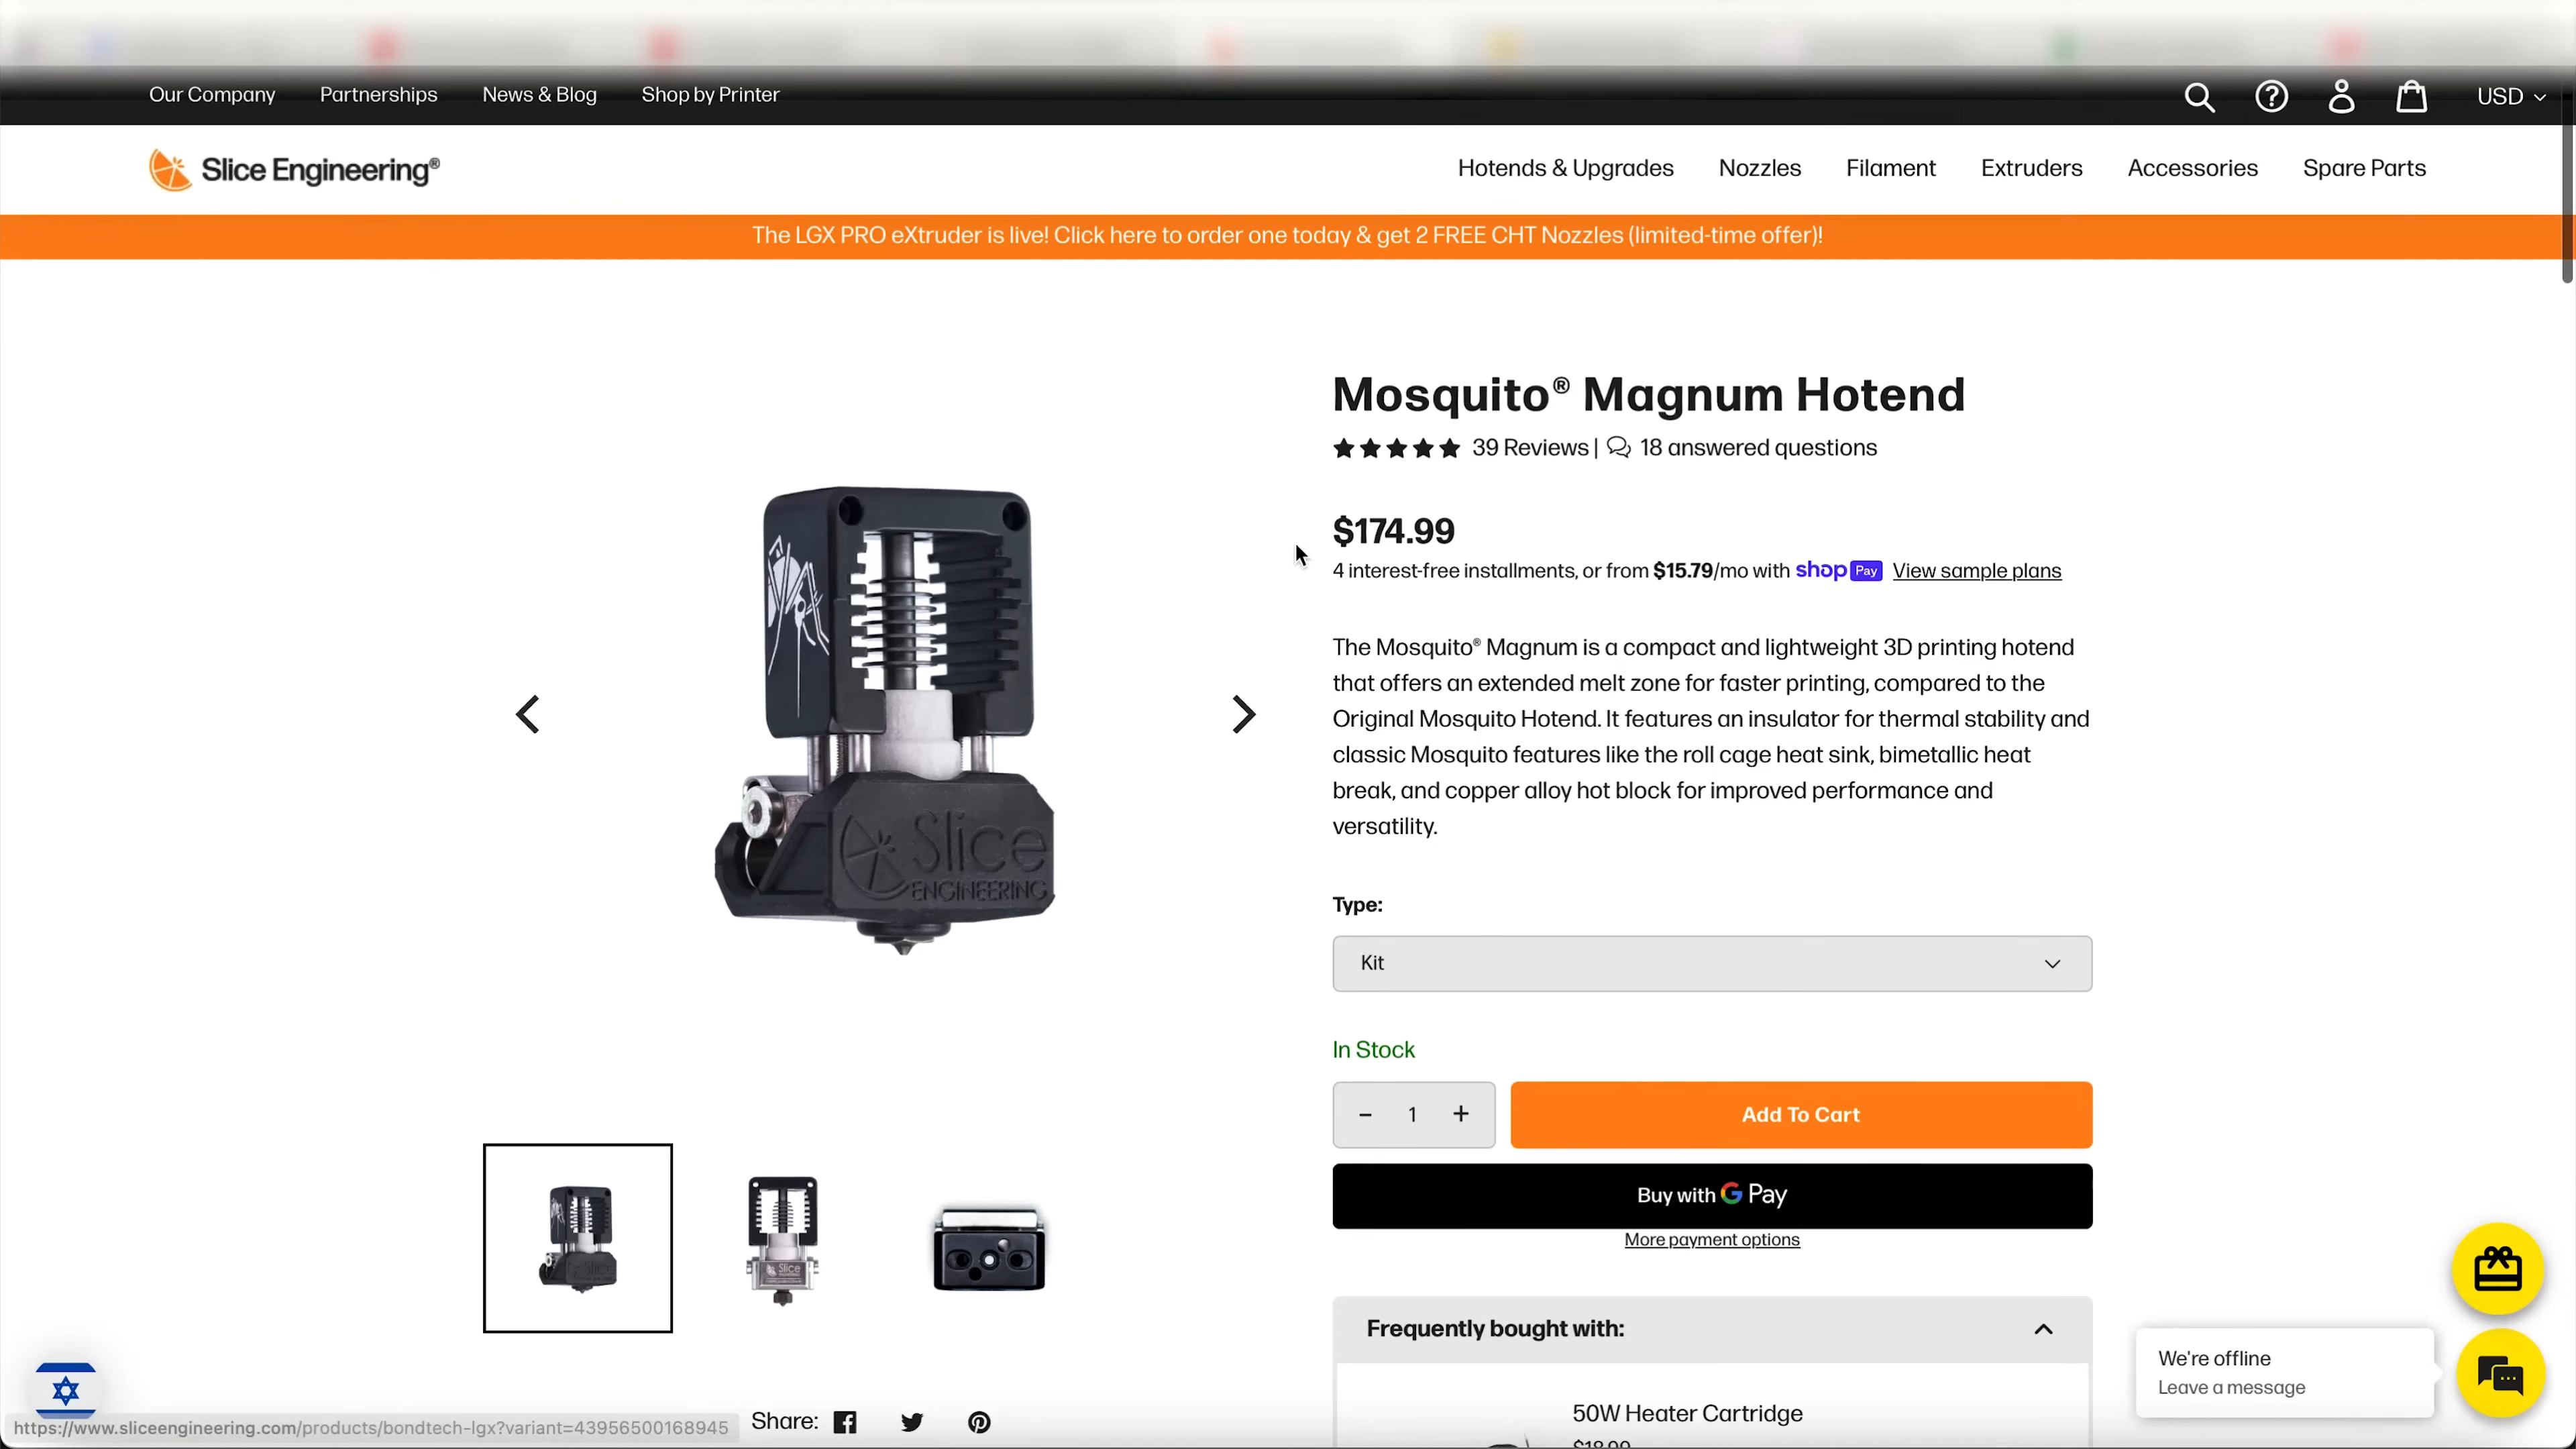 Our Company Partnerships News & Blog Shop by Printer USD
Slice Engineering® Hotends & Upgrades Nozzles Filament Extruders Accessories Spare Parts
The LGX PRO eXtruder is live! Click here to order one today & get 2 FREE CHT Nozzles (limited-time offer)!
Mosquito® Magnum Hotend
39 Reviews | 18 answered questions
$174.99
4 interest-free installments, or from $15.79/mo with shop Pay View sample plans
The Mosquito® Magnum is a compact and lightweight 3D printing hotend
that offers an extended melt zone for faster printing, compared to the
Original Mosquito Hotend. It features an insulator for thermal stability and
classic Mosquito features like the roll cage heat sink, bimetallic heat
break, and copper alloy hot block for improved performance and
versatility.
Slice
ENGINEERING
Type:
Kit
In Stock
- 1 + Add To Cart
Buy with G Pay
More payment options
Slice
Frequently bought with:
50W Heater Cartridge
We're offline
Leave a message
Share:
https://www.sliceengineering.com/products/bondtech-lgx?variant=43956500168945